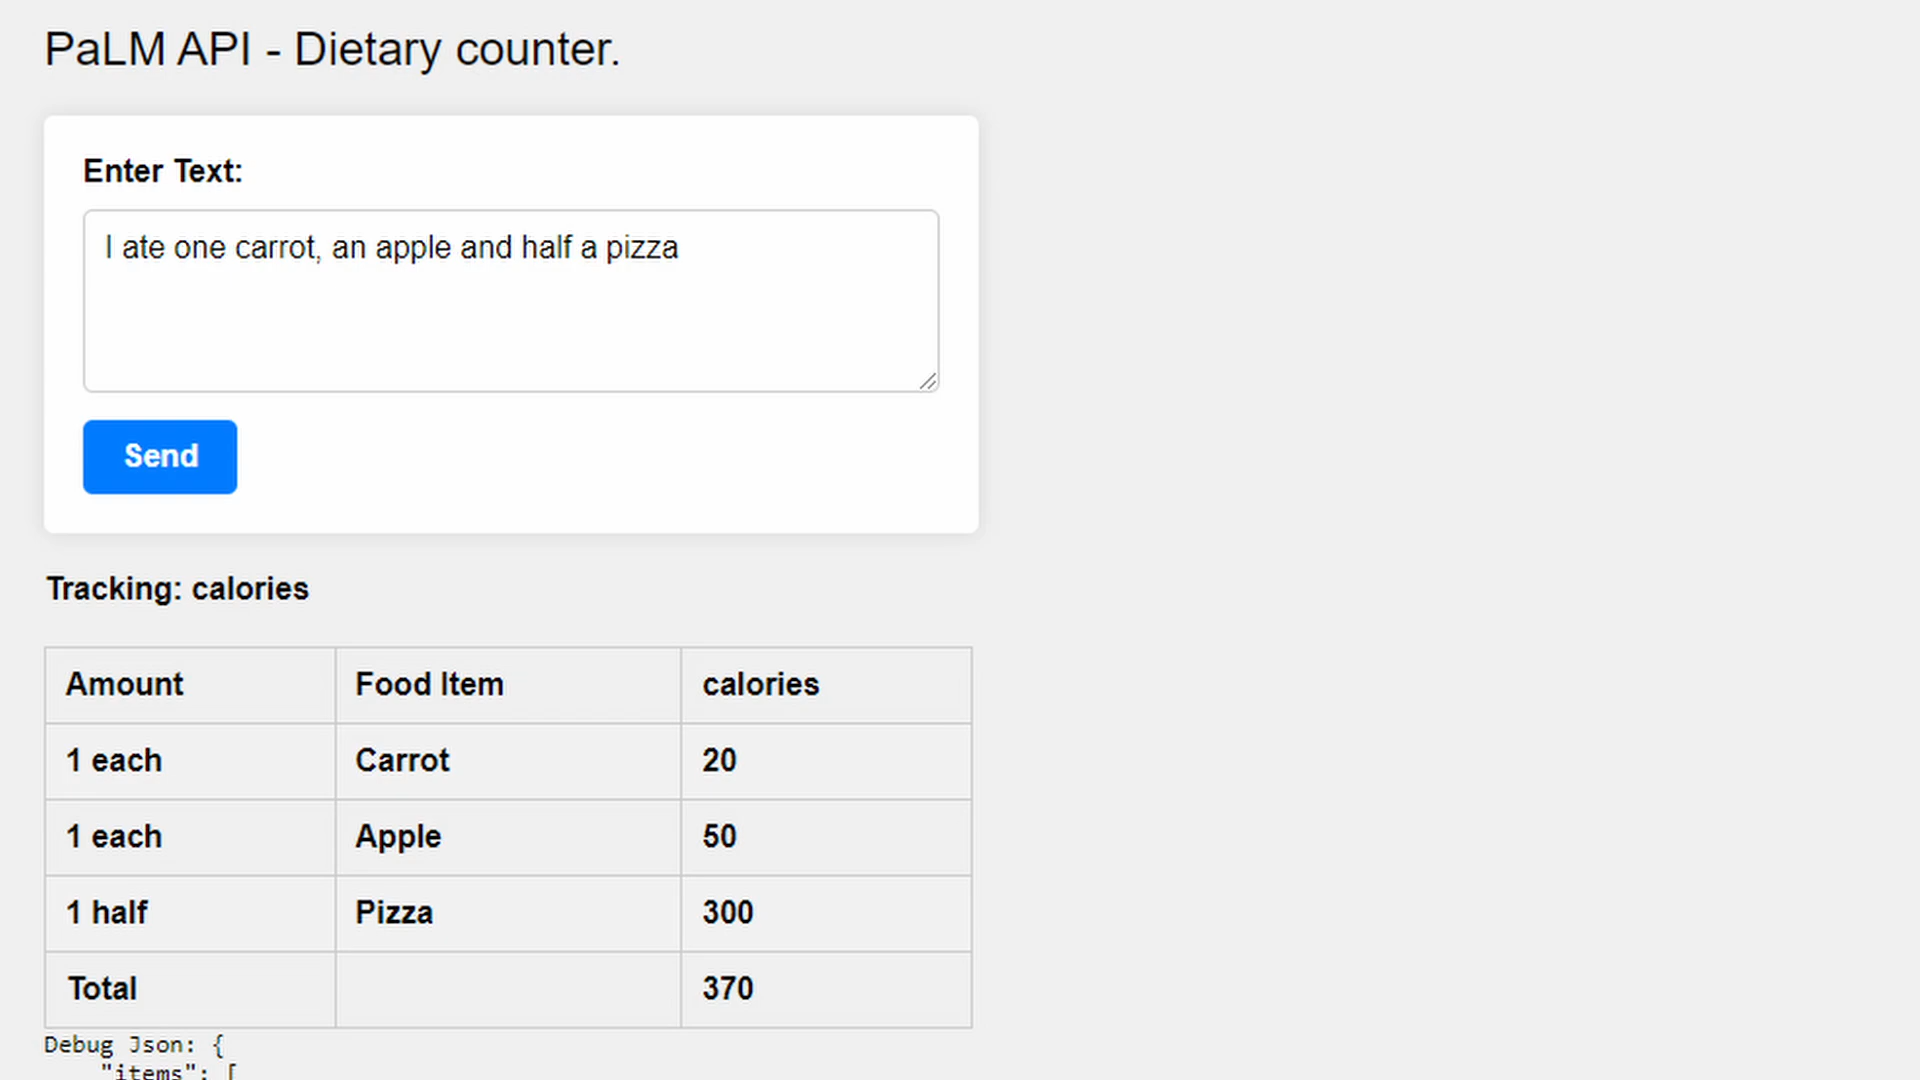 PaLM API - Dietary counter.
Enter Text:
I ate one carrot, an apple and half a pizza
Send
Tracking: calories
Amount Food Item calories
1 each Carrot 20
1 each Apple 50
1 half Pizza 300
Total 370
Debug Json: {
"items": [